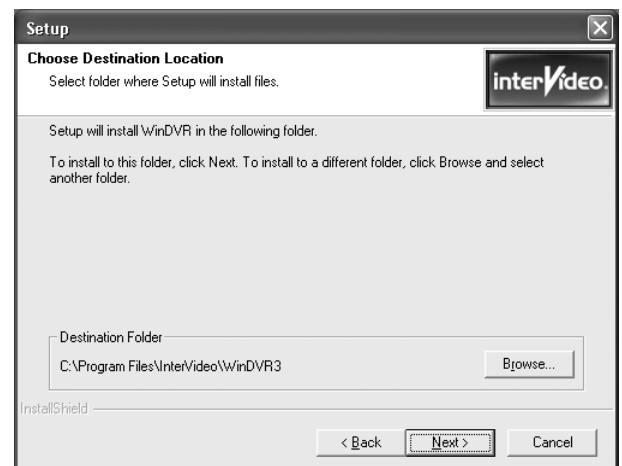 Setup
Choose Destination Location
Select folder where Setup will install files.
interVideo.
Setup will install WinDVR in the following folder.
To install to this folder, click Next. To install to a different folder, click Browse and select
another folder.
Destination Folder
C:\Program Files\InterVideo\WinDVR3
Browse...
InstallShield
< Back
Next >
Cancel